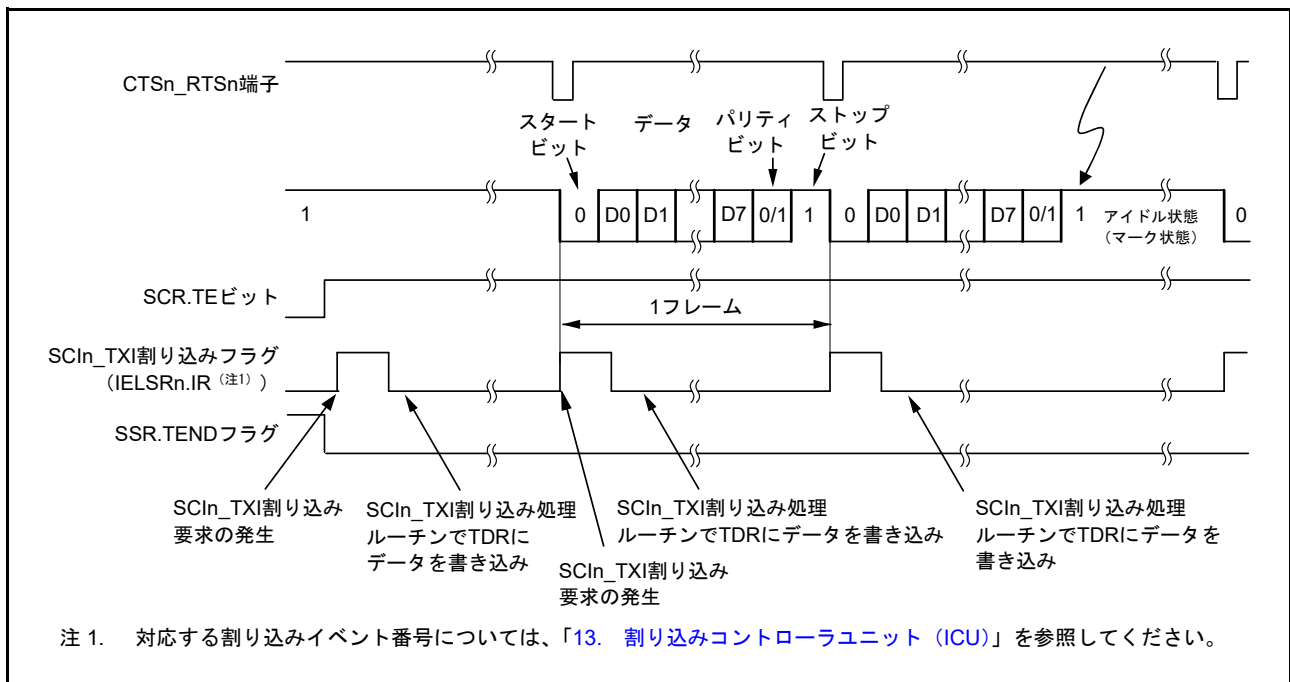 CTSn_RTSn端子
スタート
ビット
データ
パリティ
ビット
ストップ
ビット
1
0
D0
D1
D7
0/1
1
0
D0
D1
D7
0/1
1
アイドル状態
（マーク状態）
0
SCR.TEビット
1フレーム
SCIn_TXI割り込みフラグ
（IELSRn.IR（注1））
SSR.TENDフラグ
SCIn_TXI割り込み
要求の発生
SCIn_TXI割り込み処理
ルーチンでTDRに
データを書き込み
SCIn_TXI割り込み
要求の発生
SCIn_TXI割り込み処理
ルーチンでTDRにデータを書き込み
SCIn_TXI割り込み処理
ルーチンでTDRにデータを
書き込み
注 1. 対応する割り込みイベント番号については、「13. 割り込みコントローラユニット（ICU）」を参照してください。